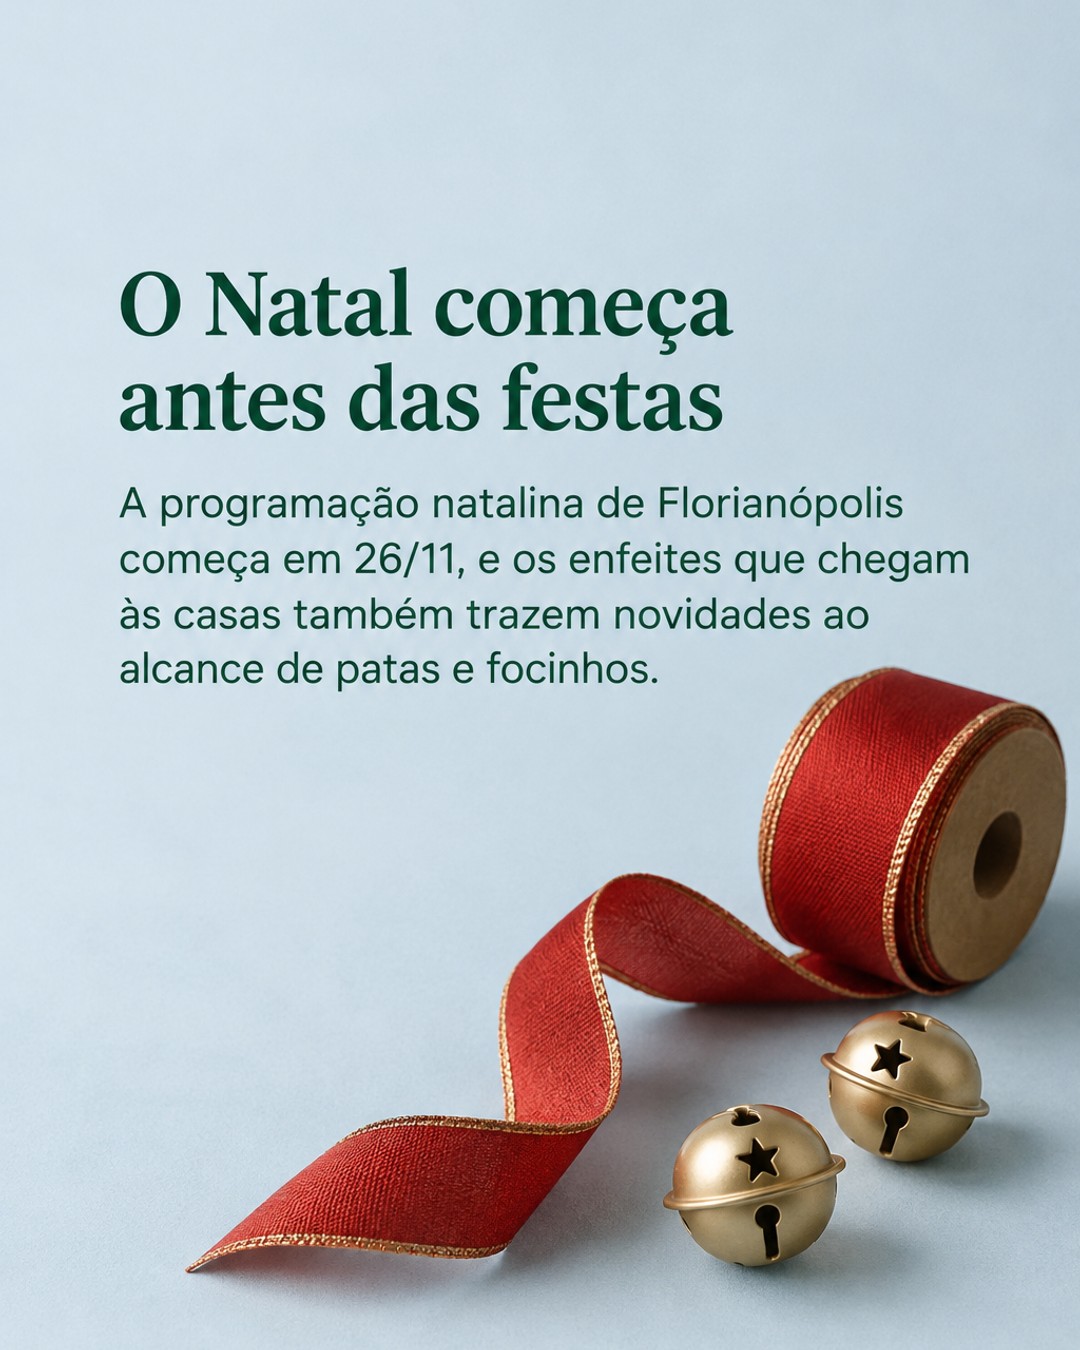 O Natal começa
antes das festas
A programação natalina de Florianópolis
começa em 26/11, e os enfeites que chegam
às casas também trazem novidades ao
alcance de patas e focinhos.